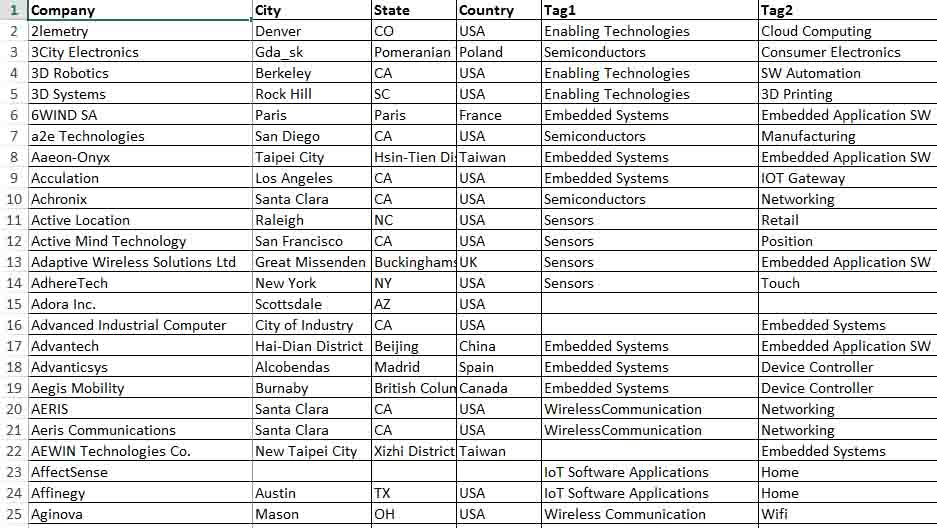 1 Company City State Country Tag1 Tag2
2 2lemetry Denver CO USA Enabling Technologies Cloud Computing
3 3City Electronics Gda_sk Pomeranian Poland Semiconductors Consumer Electronics
4 3D Robotics Berkeley CA USA Enabling Technologies SW Automation
5 3D Systems Rock Hill SC USA Enabling Technologies 3D Printing
6 6WIND SA Paris Paris France Embedded Systems Embedded Application SW
7 a2e Technologies San Diego CA USA Semiconductors Manufacturing
8 Aaeon-Onyx Taipei City Hsin-Tien Di Taiwan Embedded Systems Embedded Application SW
9 Acculation Los Angeles CA USA Embedded Systems IOT Gateway
10 Achronix Santa Clara CA USA Semiconductors Networking
11 Active Location Raleigh NC USA Sensors Retail
12 Active Mind Technology San Francisco CA USA Sensors Position
13 Adaptive Wireless Solutions Ltd Great Missenden Buckinghams UK Sensors Embedded Application SW
14 AdhereTech New York NY USA Sensors Touch
15 Adora Inc. Scottsdale AZ USA
16 Advanced Industrial Computer City of Industry CA USA Embedded Systems
17 Advantech Hai-Dian District Beijing China Embedded Systems Embedded Application SW
18 Advanticsys Alcobendas Madrid Spain Embedded Systems Device Controller
19 Aegis Mobility Burnaby British Colum Canada Embedded Systems Device Controller
20 AERIS Santa Clara CA USA WirelessCommunication Networking
21 Aeris Communications Santa Clara CA USA WirelessCommunication Networking
22 AEWIN Technologies Co. New Taipei City Xizhi District Taiwan Embedded Systems
23 AffectSense IoT Software Applications Home
24 Affinegy Austin TX USA IoT Software Applications Home
25 Aginova Mason OH USA Wireless Communication Wifi